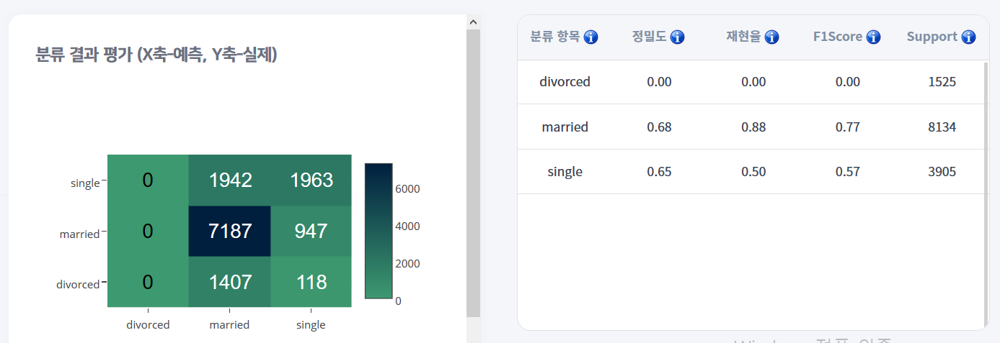 분류 결과 평가 (X축-예측, Y축-실제)
single 0 1942 1963
married 0 7187 947
divorced 0 1407 118
divorced married single
6000
4000
2000
0
분류 항목 정밀도 재현율 F1Score Support
divorced 0.00 0.00 0.00 1525
married 0.68 0.88 0.77 8134
single 0.65 0.50 0.57 3905